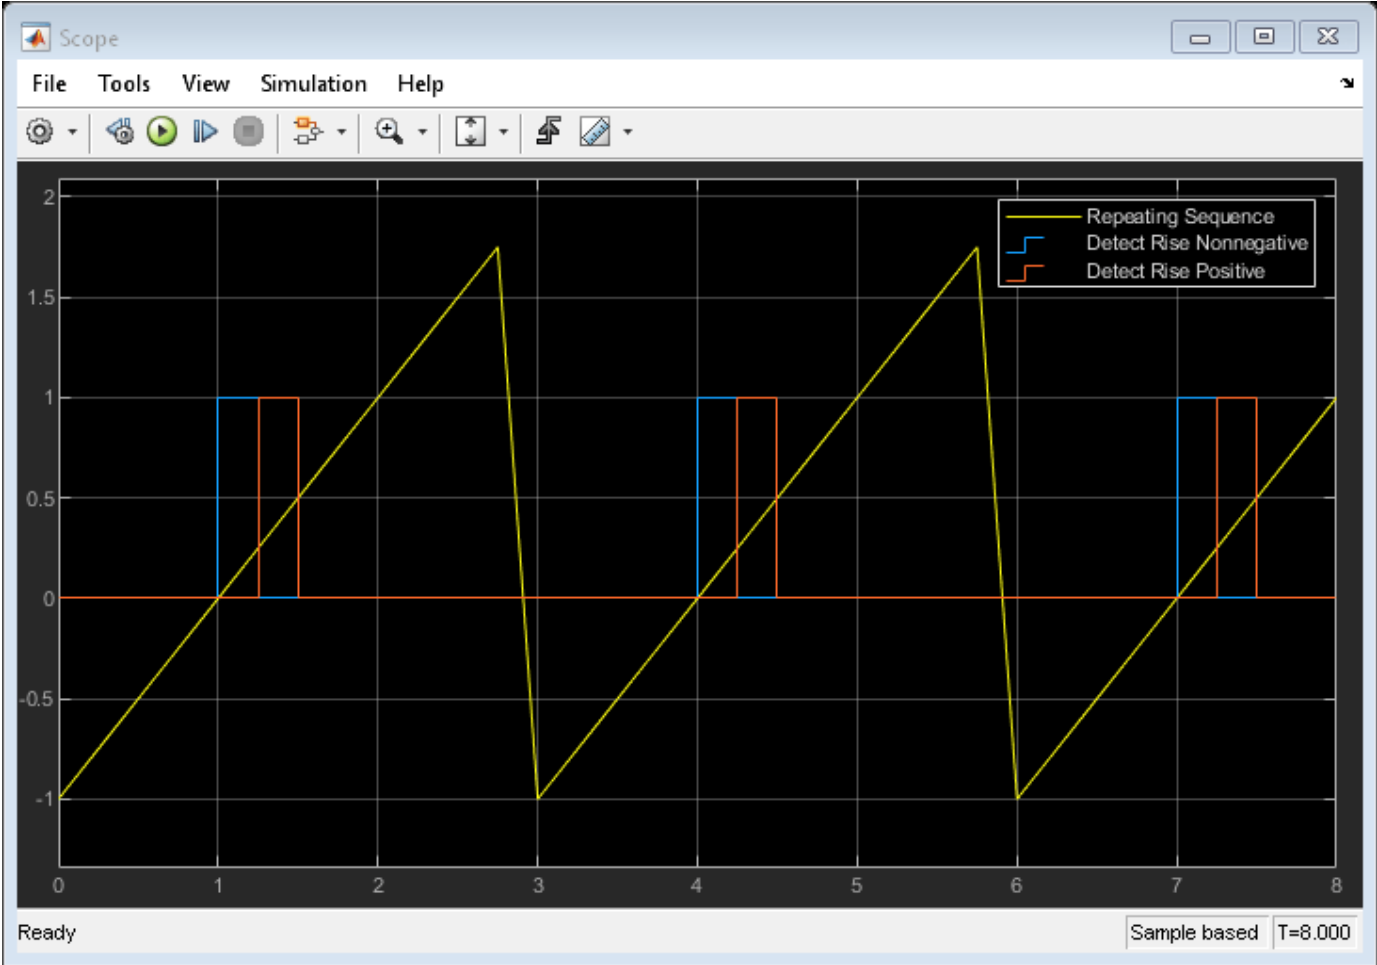 Scope
File Tools View Simulation Help
2
1.5
1
0.5
0
-0.5
-1
Repeating Sequence
Detect Rise Nonnegative
Detect Rise Positive
0 1 2 3 4 5 6 7 8
Ready Sample based T=8.000